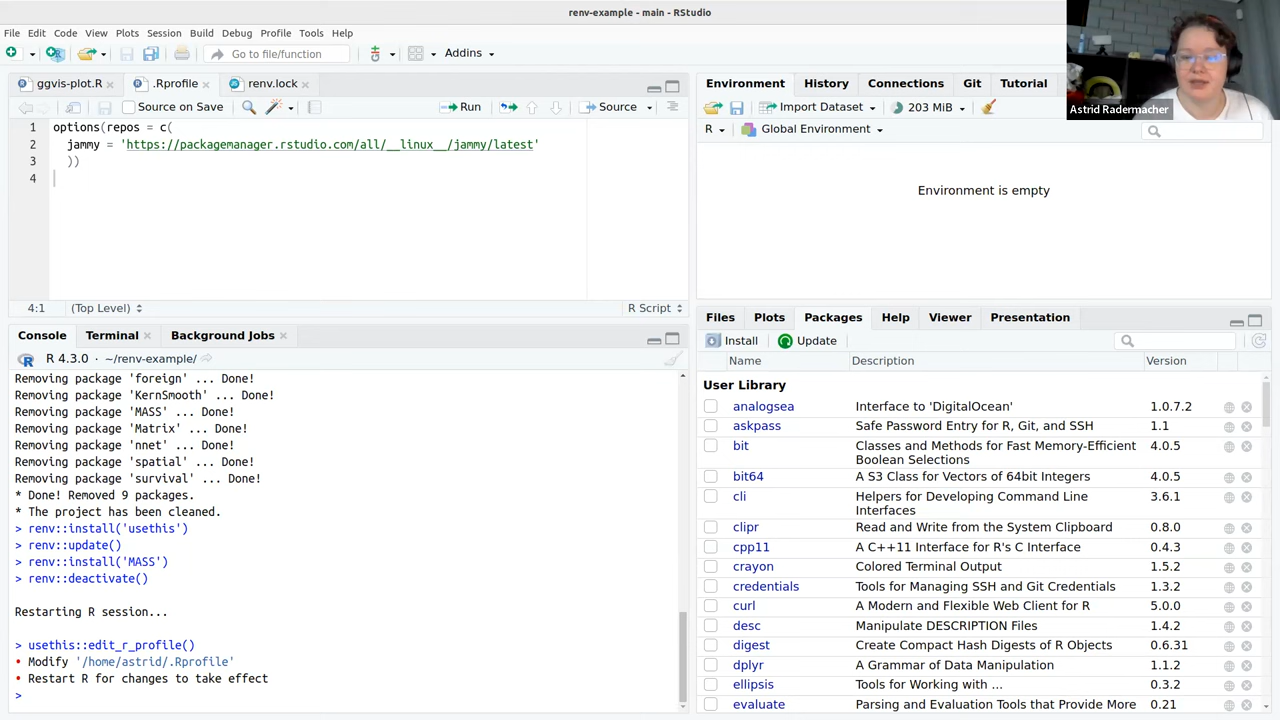 renv-example - main - RStudio
File Edit Code View Plots Session Build Debug Profile Tools Help
Go to file/function Addins
ggvis-plot.R .Rprofile renv.lock
Source on Save Run Source
1 options(repos = c(
2 jammy = 'https://packagemanager.rstudio.com/all/__linux__/jammy/latest'
3 ))
4
4:1 (Top Level) R Script
Console Terminal Background Jobs
R 4.3.0 · ~/renv-example/
Removing package 'foreign' ... Done!
Removing package 'KernSmooth' ... Done!
Removing package 'MASS' ... Done!
Removing package 'Matrix' ... Done!
Removing package 'nnet' ... Done!
Removing package 'spatial' ... Done!
Removing package 'survival' ... Done!
* Done! Removed 9 packages.
* The project has been cleaned.
> renv::install('usethis')
> renv::update()
> renv::install('MASS')
> renv::deactivate()
Restarting R session...
> usethis::edit_r_profile()
• Modify '/home/astrid/.Rprofile'
• Restart R for changes to take effect
>
Astrid Radermacher
Environment History Connections Git Tutorial
Import Dataset 203 MiB
R Global Environment
Environment is empty
Files Plots Packages Help Viewer Presentation
Install Update
Name Description Version
User Library
analogsea Interface to 'DigitalOcean' 1.0.7.2
askpass Safe Password Entry for R, Git, and SSH 1.1
bit Classes and Methods for Fast Memory-Efficient 4.0.5
Boolean Selections
bit64 A S3 Class for Vectors of 64bit Integers 4.0.5
cli Helpers for Developing Command Line 3.6.1
Interfaces
clipr Read and Write from the System Clipboard 0.8.0
cpp11 A C++11 Interface for R's C Interface 0.4.3
crayon Colored Terminal Output 1.5.2
credentials Tools for Managing SSH and Git Credentials 1.3.2
curl A Modern and Flexible Web Client for R 5.0.0
desc Manipulate DESCRIPTION Files 1.4.2
digest Create Compact Hash Digests of R Objects 0.6.31
dplyr A Grammar of Data Manipulation 1.1.2
ellipsis Tools for Working with ... 0.3.2
evaluate Parsing and Evaluation Tools that Provide More 0.21